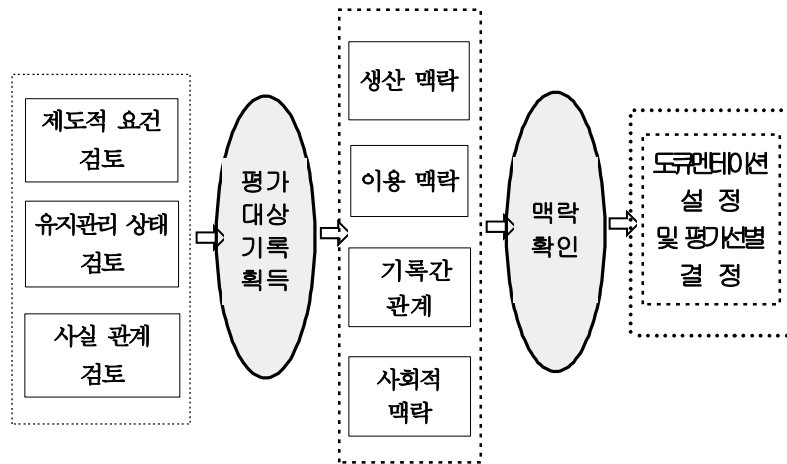 제도적 요건
검토
유지관리 상태
검토
사실 관계
검토
평가
대상
기록
획득
생산 맥락
이용 맥락
기록간
관계
사회적
맥락
맥락
확인
도큐멘테이션
설 정
및 평가선별
결 정